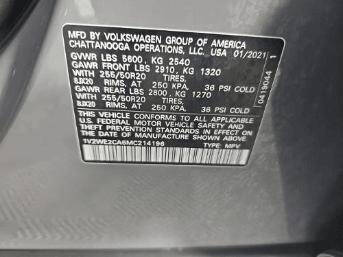 MFD BY VOLKSWAGEN GROUP OF AMERICA
CHATTANOOGA OPERATIONS, LLC. USA 01/2021
GVWR LBS 5600, KG 2540
GAWR FRONT LBS 2910, KG 1320
WITH 255/50R20 TIRES,
8JX20 RIMS, AT 250 KPA. 36 PSI COLD
GAWR REAR LBS 2800, KG 1270
WITH 255/50R20 TIRES,
8JX20 RIMS, AT 250 KPA. 36 PSI COLD
THIS VEHICLE CONFORMS TO ALL APPLICABLE
FEDERAL MOTOR VEHICLE SAFETY STANDARDS
IN EFFECT ON THE DATE OF
MANUFACTURE SHOWN ABOVE.
1V2WE2CA6MC214196 TYPE: MPV
0419044 1